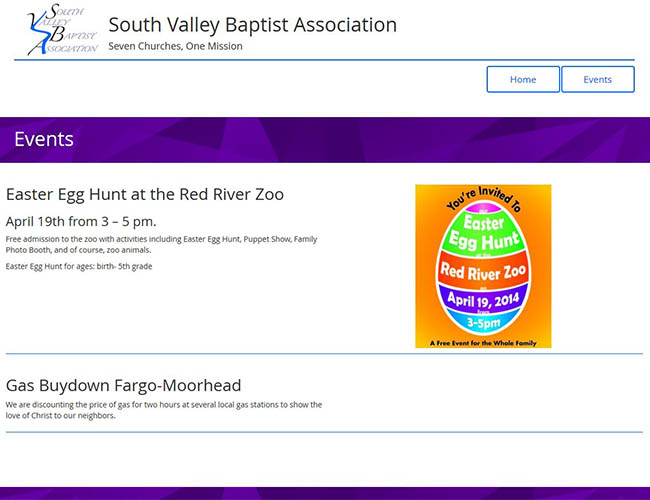 South
Valley
Baptist
Association
South Valley Baptist Association
Seven Churches, One Mission
Home
Events
Events
Easter Egg Hunt at the Red River Zoo
April 19th from 3 – 5 pm.
Free admission to the zoo with activities including Easter Egg Hunt, Puppet Show, Family
Photo Booth, and of course, zoo animals.
Easter Egg Hunt for ages: birth- 5th grade
You're Invited To
Easter
Egg Hunt
Red River Zoo
on
April 19, 2014
from
3-5pm
A Free Event for the Whole Family
Gas Buydown Fargo-Moorhead
We are discounting the price of gas for two hours at several local gas stations to show the
love of Christ to our neighbors.